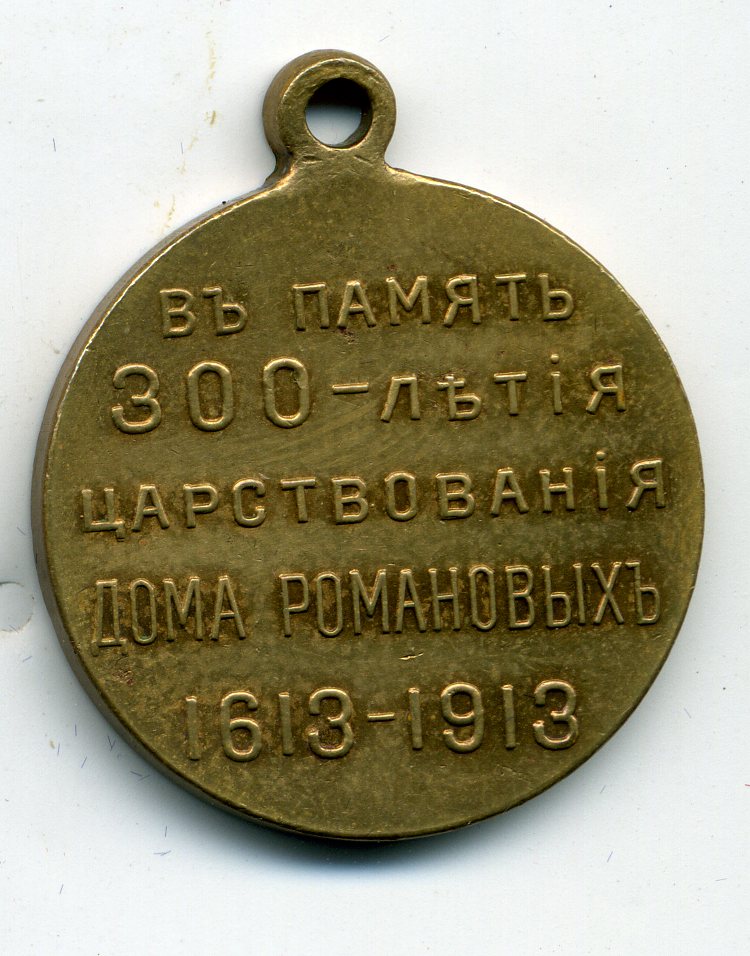 ВЪ ПАМЯТЬ
300-лѣтія
ЦАРСТВОВАНІЯ
ДОМА РОМАНОВЫХЪ
1613-1913